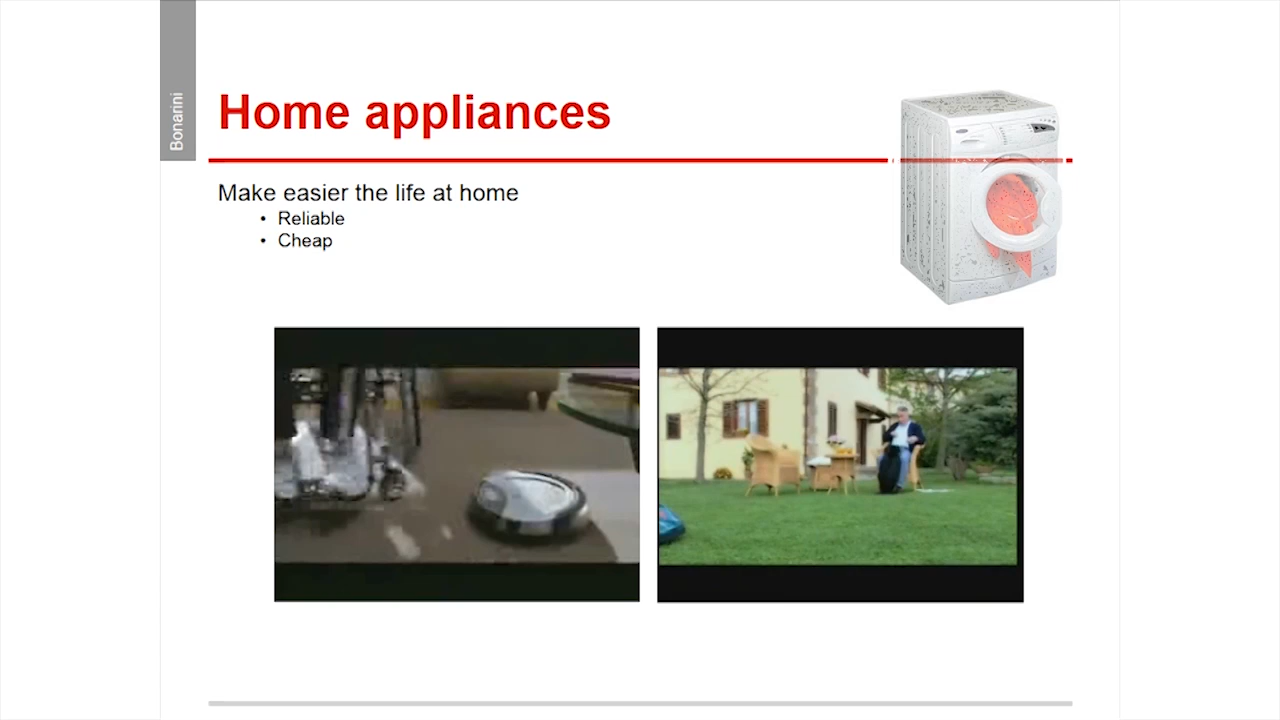 Bonarini
Home appliances
Make easier the life at home
• Reliable
• Cheap